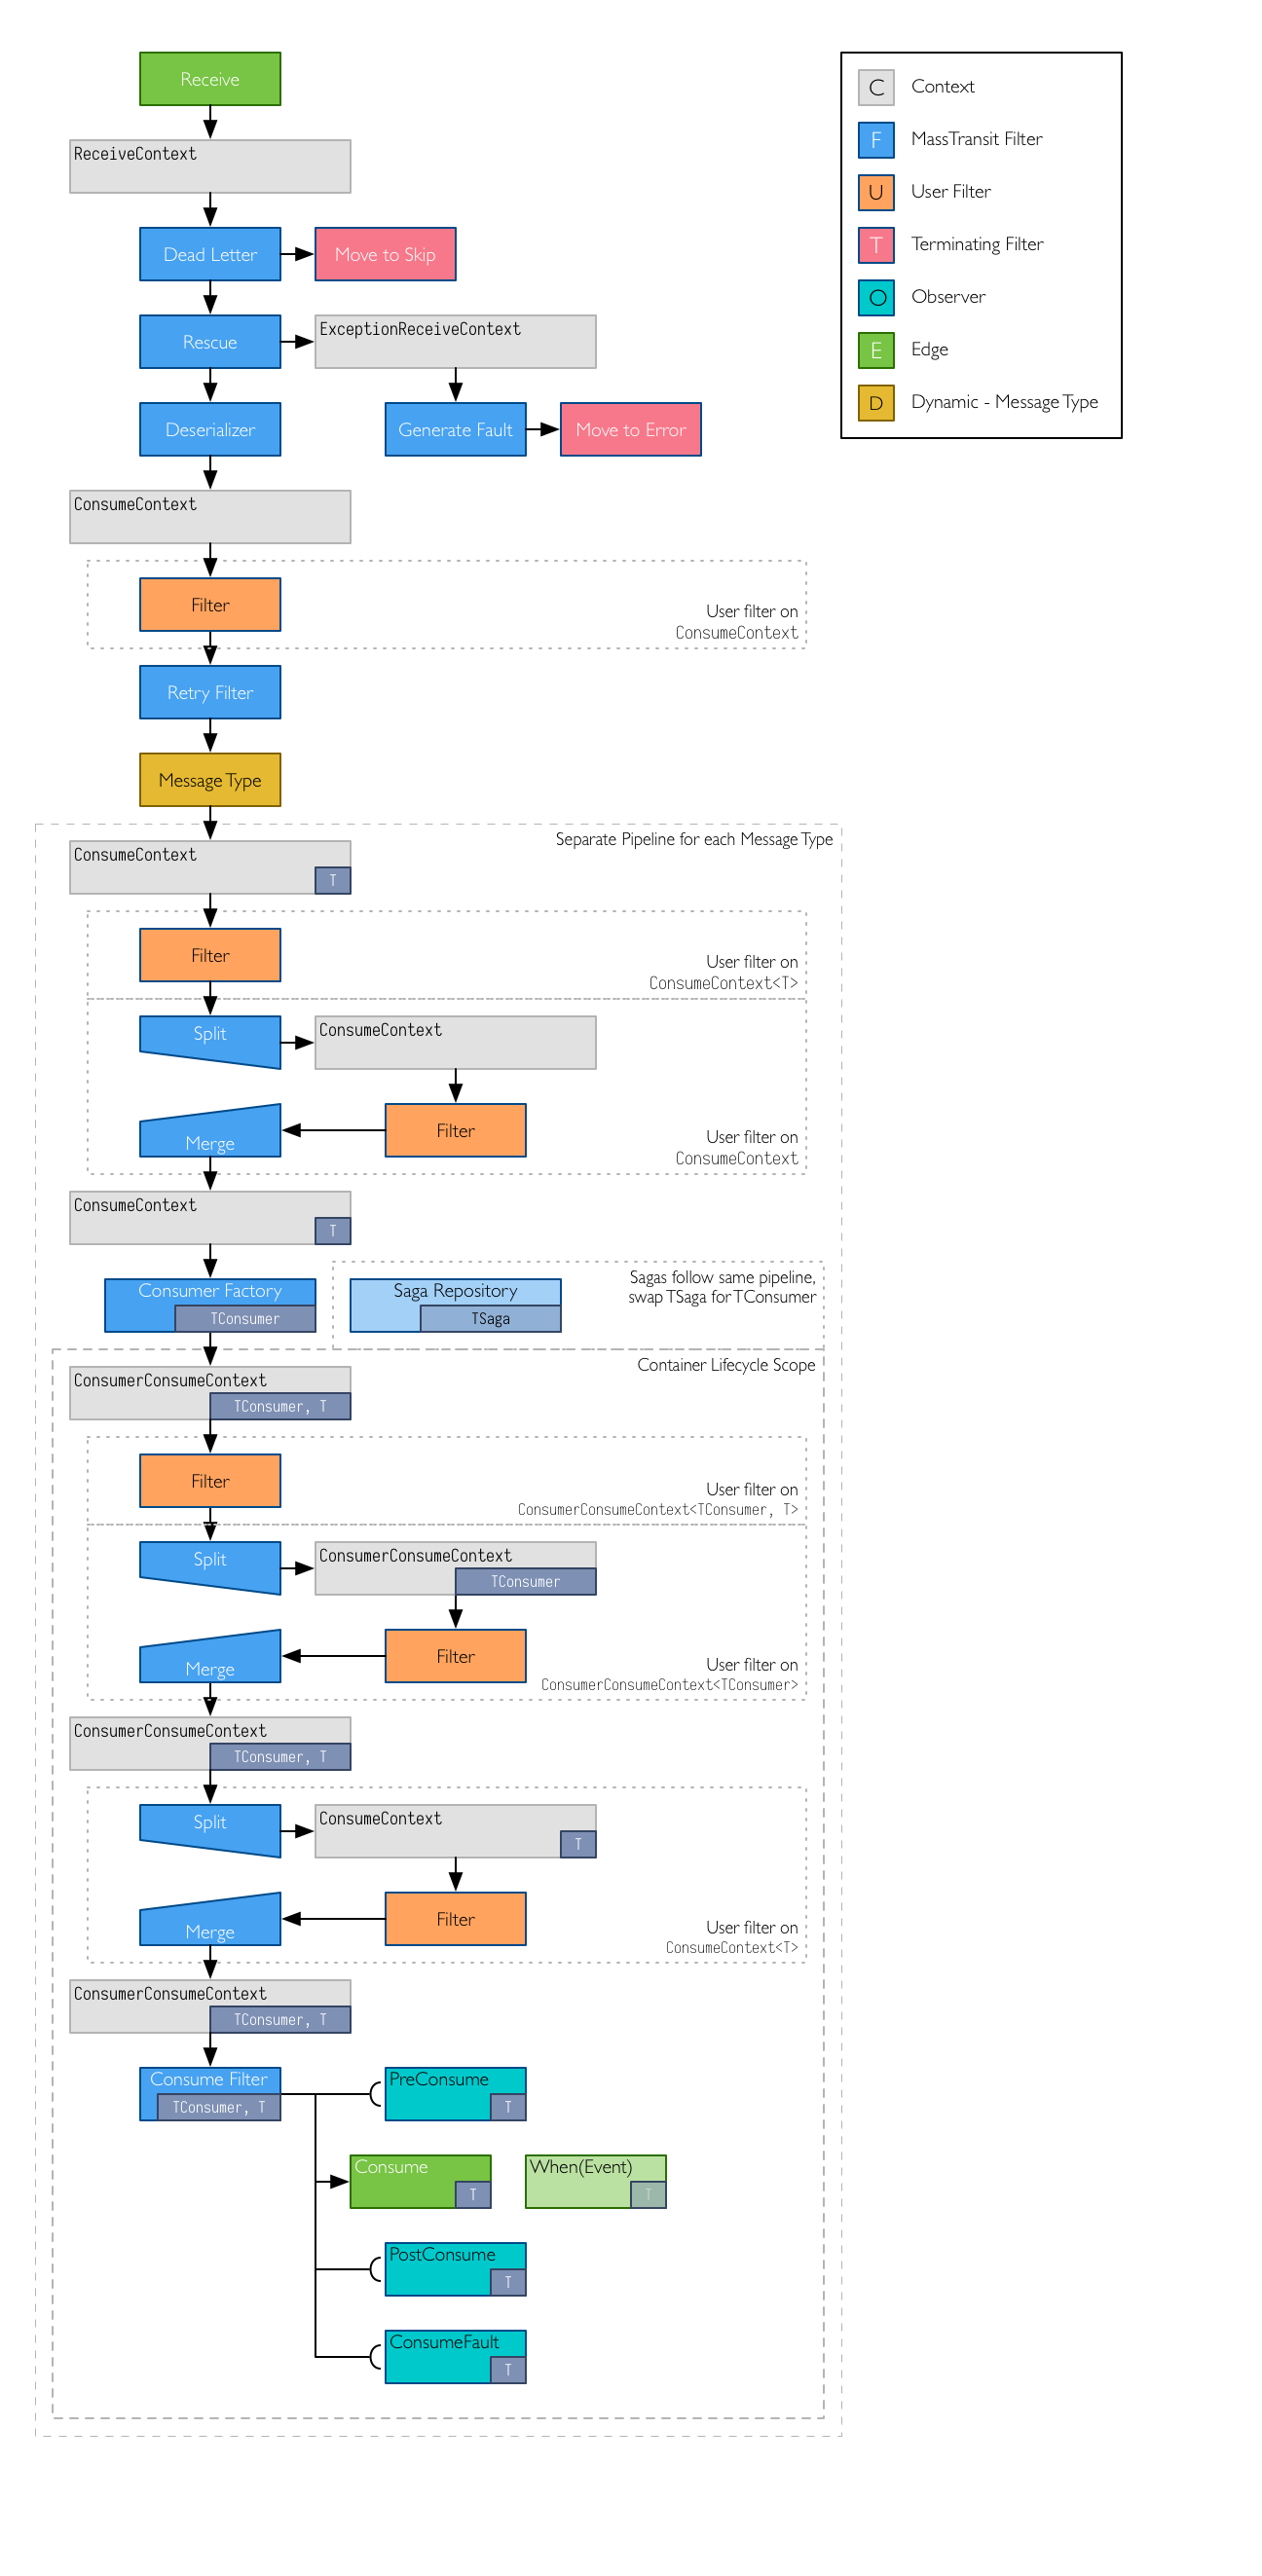 Receive
C
Context
F
MassTransit Filter
U
User Filter
T
Terminating Filter
O
Observer
E
Edge
D
Dynamic - Message Type
ReceiveContext
Dead Letter
Move to Skip
Rescue
ExceptionReceiveContext
Deserializer
Generate Fault
Move to Error
ConsumeContext
Filter
User filter on
ConsumeContext
Retry Filter
Message Type
Separate Pipeline for each Message Type
ConsumeContext
T
Filter
User filter on
ConsumeContext<T>
Split
ConsumeContext
Merge
Filter
User filter on
ConsumeContext
ConsumeContext
T
Consumer Factory
TConsumer
Saga Repository
TSaga
Sagas follow same pipeline,
swap TSaga for TConsumer
Container Lifecycle Scope
ConsumerConsumeContext
TConsumer, T
Filter
User filter on
ConsumerConsumeContext<TConsumer, T>
Split
ConsumerConsumeContext
TConsumer
Merge
Filter
User filter on
ConsumerConsumeContext<TConsumer>
ConsumerConsumeContext
TConsumer, T
Split
ConsumeContext
T
Merge
Filter
User filter on
ConsumeContext<T>
ConsumerConsumeContext
TConsumer, T
Consume Filter
TConsumer, T
PreConsume
T
Consume
T
When(Event)
T
PostConsume
T
ConsumeFault
T